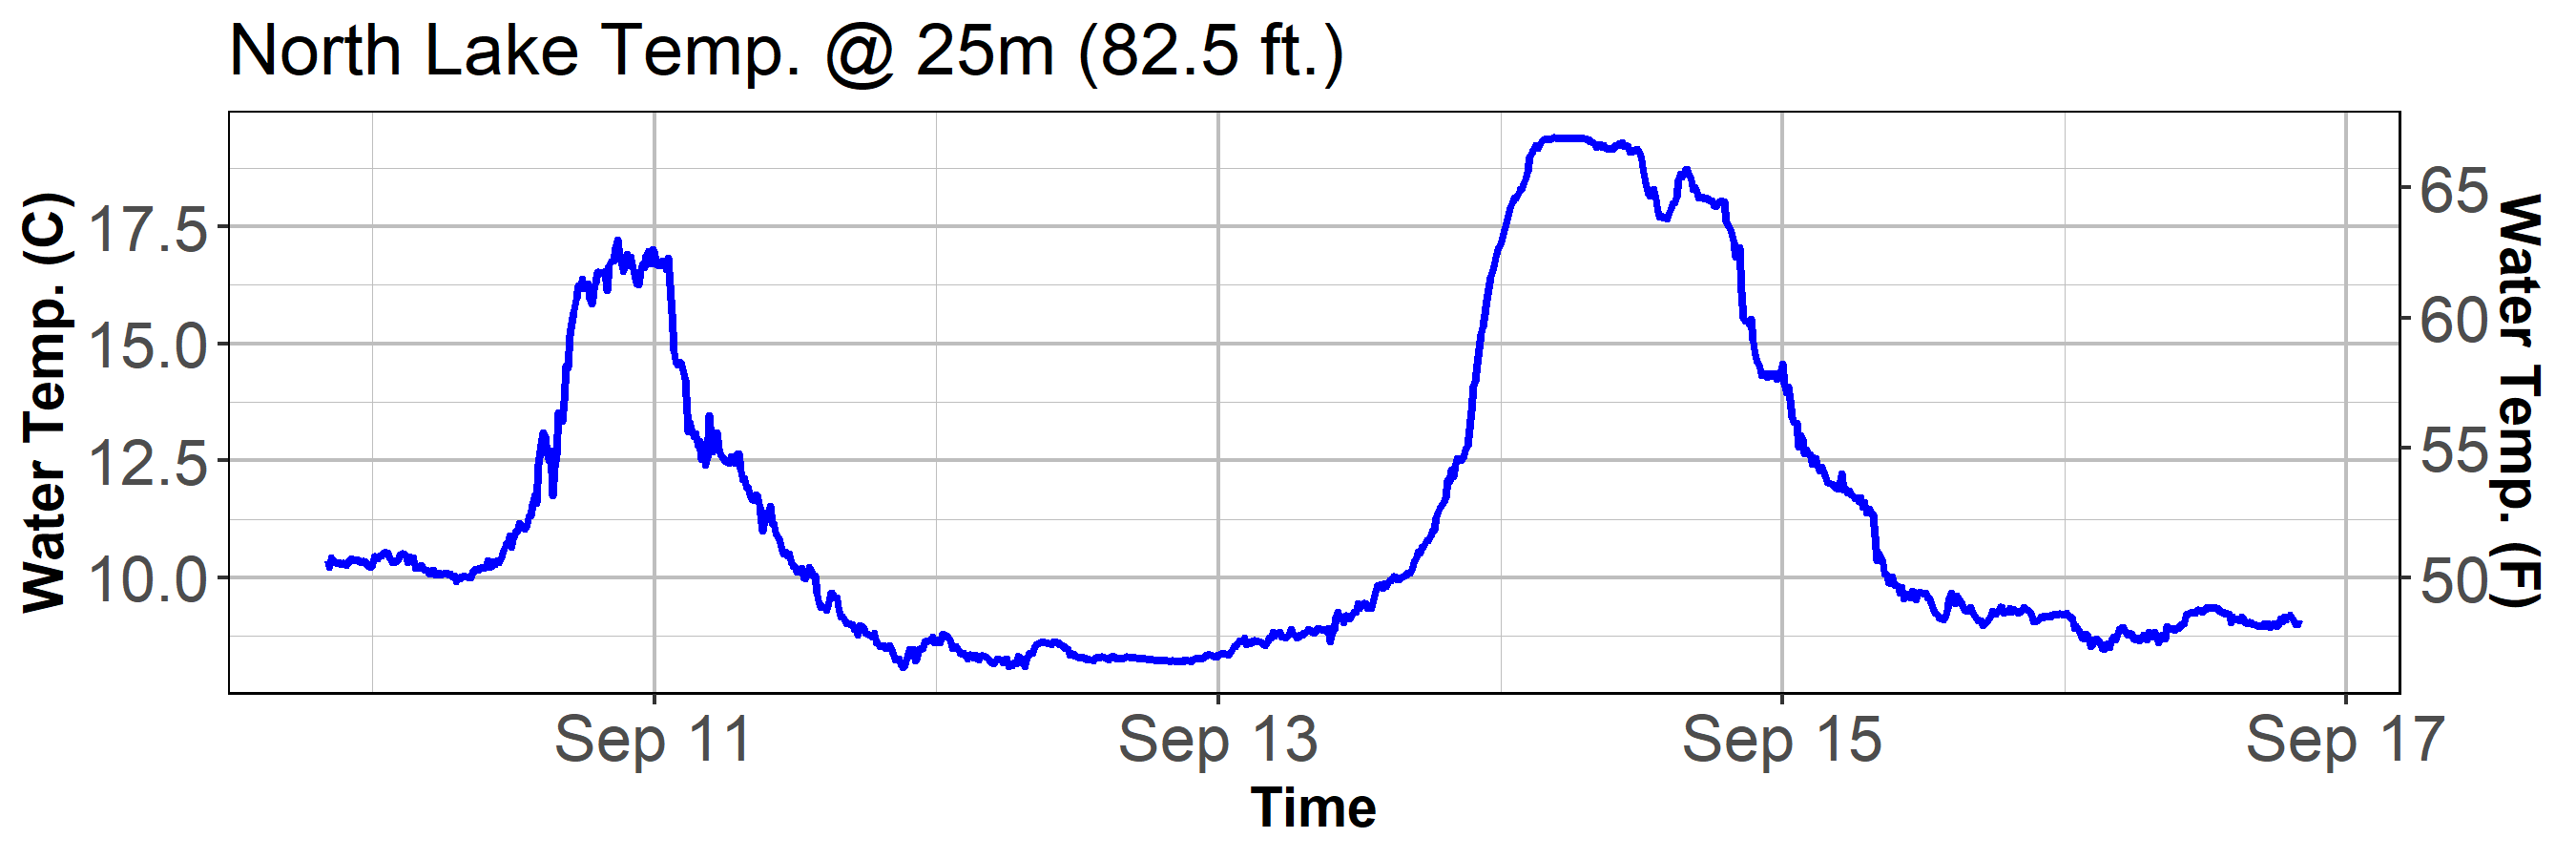 North Lake Temp. @ 25m (82.5 ft.)
Water Temp. (C)
17.5
15.0
12.5
10.0
65
60
55
50
Water Temp. (F)
Sep 11 Sep 13 Sep 15 Sep 17
Time